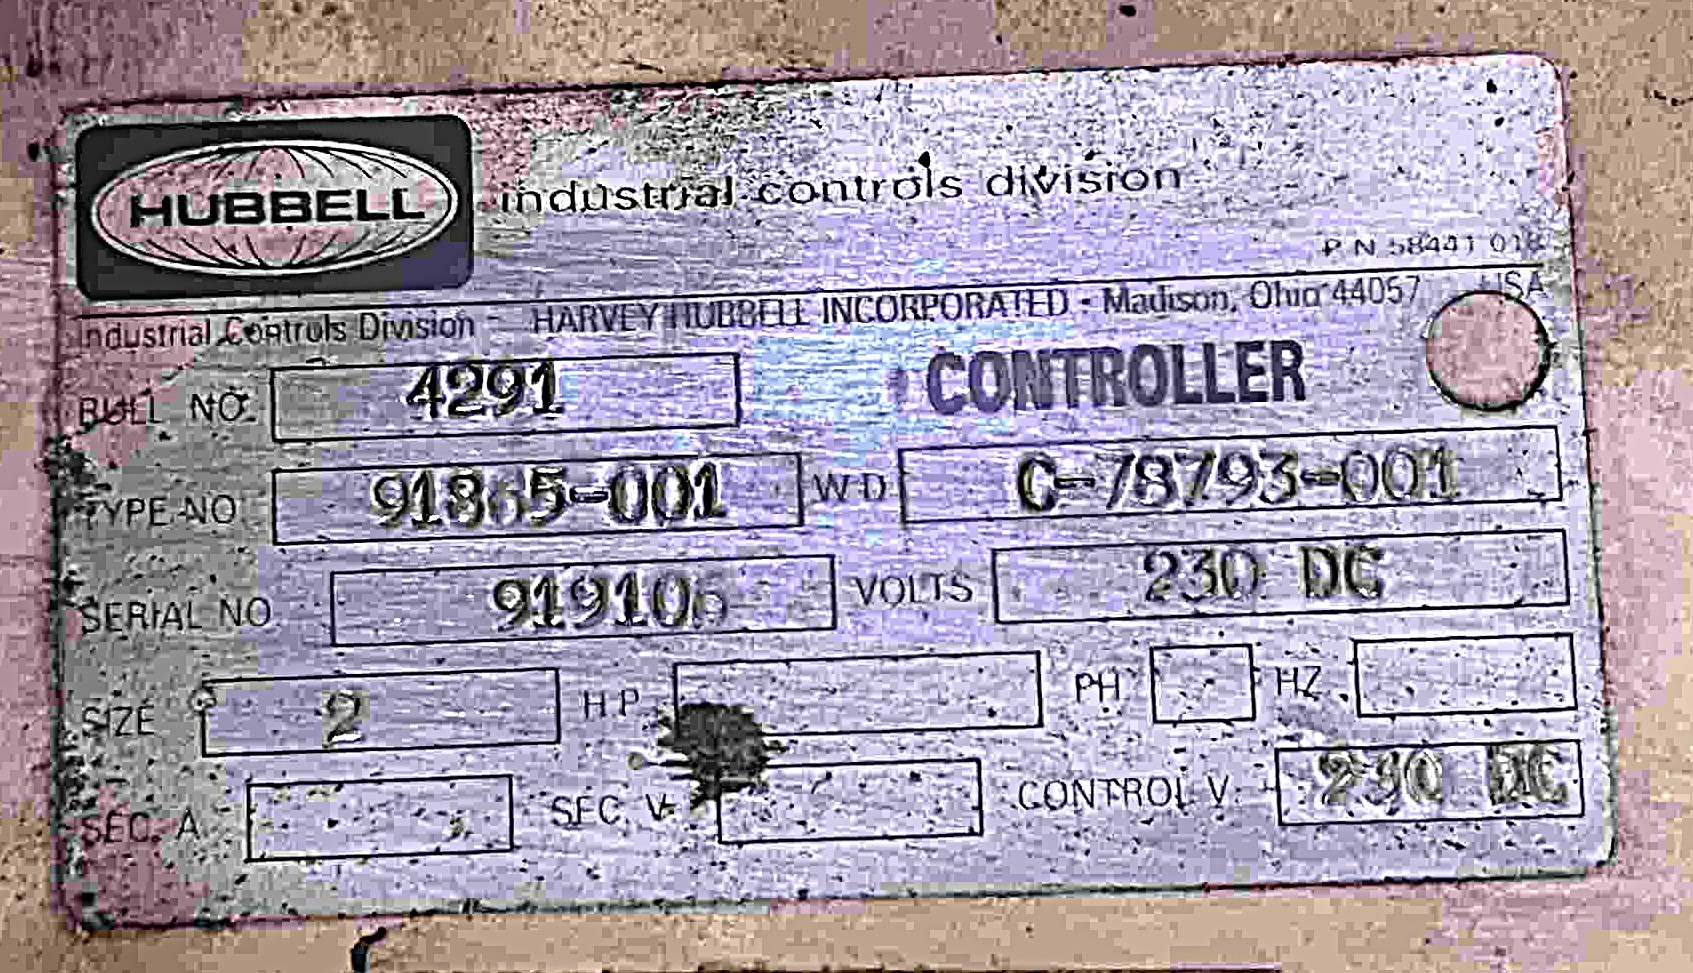 HUBBELL industrial controls division
P N 58441 018
Industrial Controls Division - HARVEY HUBBELL INCORPORATED - Madison, Ohio 44057 USA
BULL NO. 4291 CONTROLLER
TYPE NO 91865-001 W D C-78793-001
SERIAL NO 919106 VOLTS 230 DC
SIZE 2 H P PH HZ
SEC. A SEC V CONTROL V. 230 DC